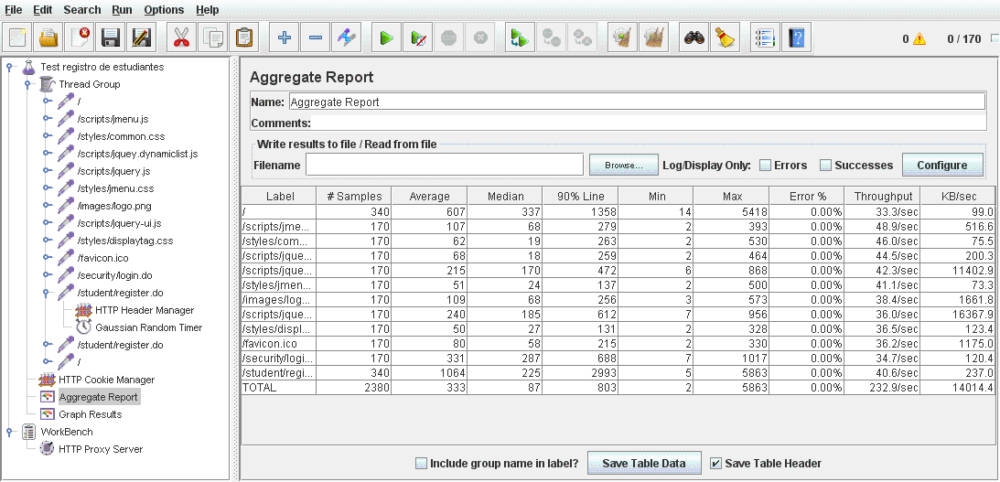 File Edit Search Run Options Help
0 0 / 170
Test registro de estudiantes
Thread Group
/
/scripts/jmenu.js
/styles/common.css
/scripts/jquey.dynamiclist.js
/scripts/jquery.js
/styles/jmenu.css
/images/logo.png
/scripts/jquery-ui.js
/styles/displaytag.css
/favicon.ico
/security/login.do
/student/register.do
HTTP Header Manager
Gaussian Random Timer
/student/register.do
/
HTTP Cookie Manager
Aggregate Report
Graph Results
WorkBench
HTTP Proxy Server
Aggregate Report
Name: Aggregate Report
Comments:
Write results to file / Read from file
Filename Browse... Log/Display Only: Errors Successes Configure
Label # Samples Average Median 90% Line Min Max Error % Throughput KB/sec
/ 340 607 337 1358 14 5418 0.00% 33.3/sec 99.0
/scripts/jme... 170 107 68 279 2 393 0.00% 48.9/sec 516.6
/styles/com... 170 62 19 263 2 530 0.00% 46.0/sec 75.5
/scripts/jque... 170 68 18 259 2 464 0.00% 44.5/sec 200.3
/scripts/jque... 170 215 170 472 6 868 0.00% 42.3/sec 11402.9
/styles/jmen... 170 51 24 137 2 500 0.00% 41.1/sec 73.3
/images/log... 170 109 68 256 3 573 0.00% 38.4/sec 1661.8
/scripts/jque... 170 240 185 612 7 956 0.00% 36.0/sec 16367.9
/styles/displ... 170 50 27 131 2 328 0.00% 36.5/sec 123.4
/favicon.ico 170 80 58 215 2 330 0.00% 36.2/sec 1175.0
/security/logi... 170 331 287 688 7 1017 0.00% 34.7/sec 120.4
/student/regi... 340 1064 225 2993 5 5863 0.00% 40.6/sec 237.0
TOTAL 2380 333 87 803 2 5863 0.00% 232.9/sec 14014.4
Include group name in label? Save Table Data Save Table Header